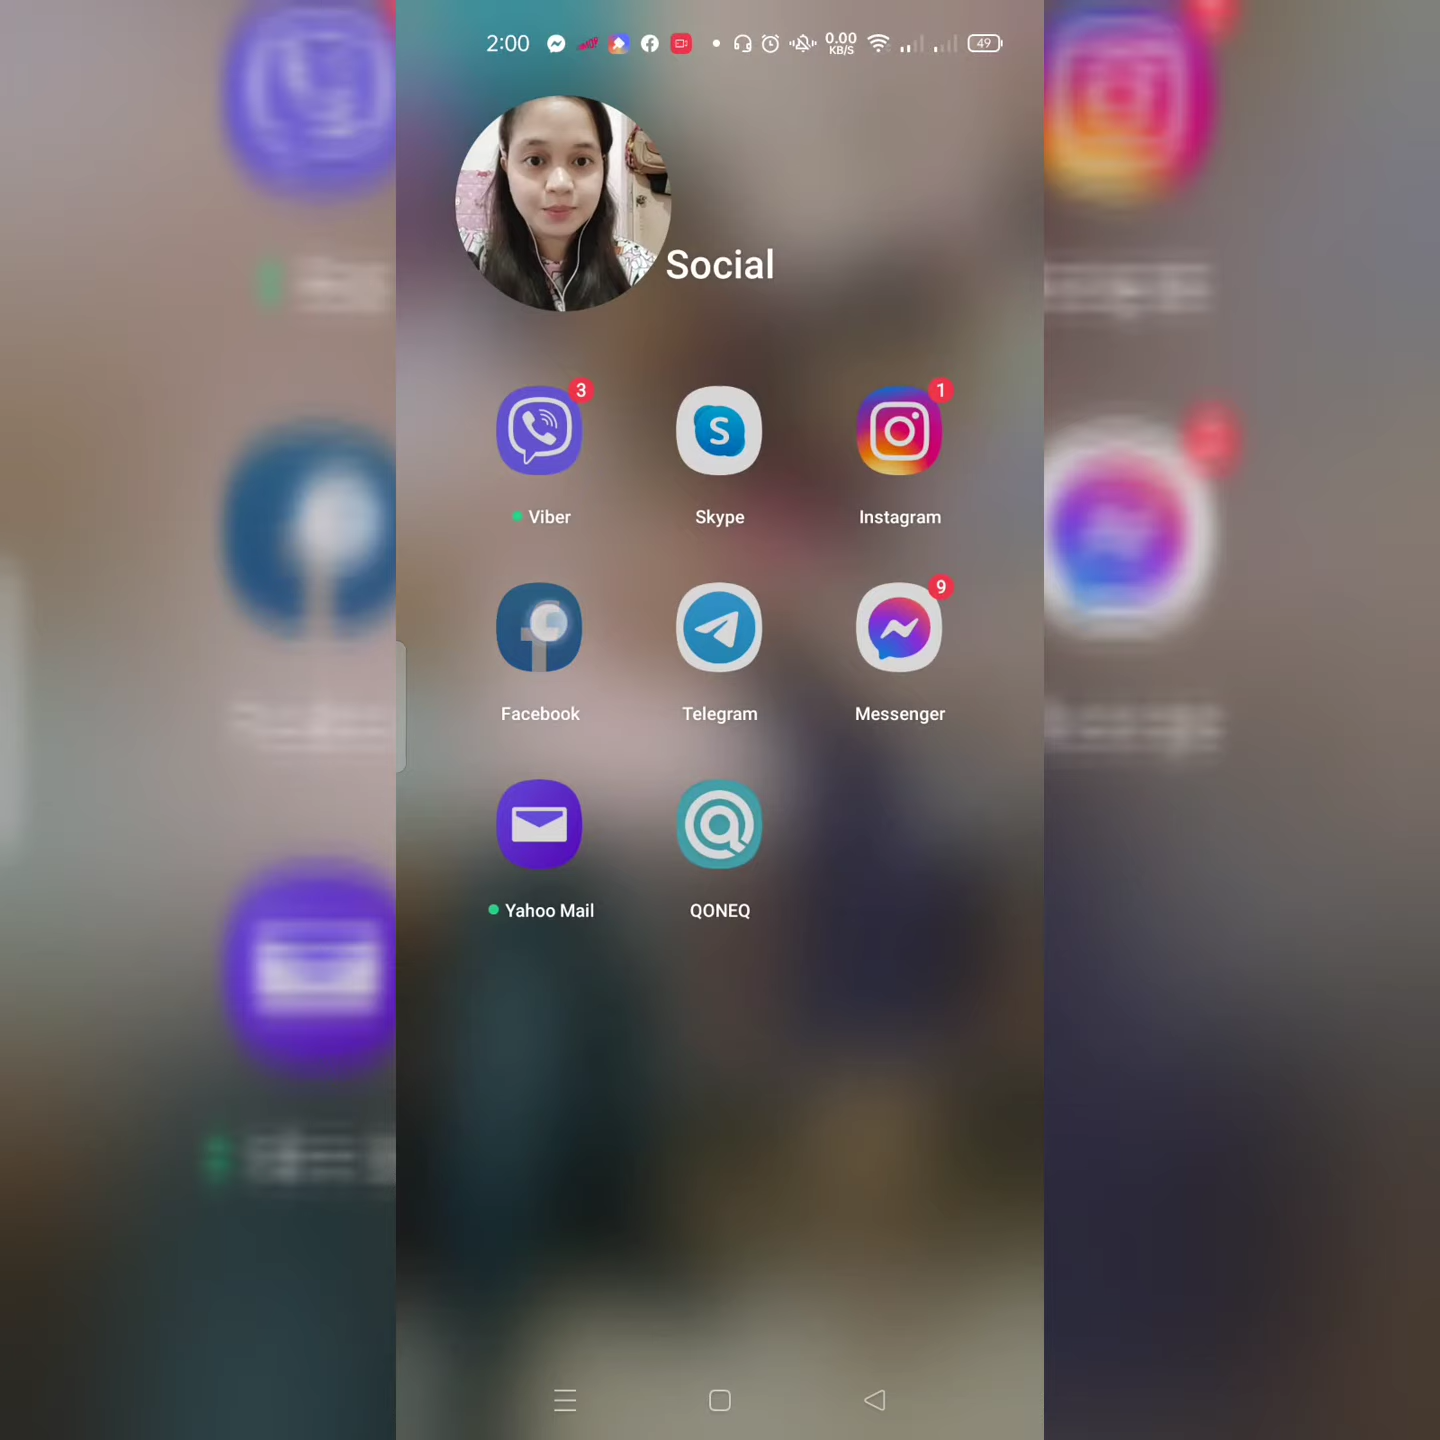 2:00 0.00 KB/S 49
Social
3 1
Viber Skype Instagram
9
Facebook Telegram Messenger
Yahoo Mail QONEQ